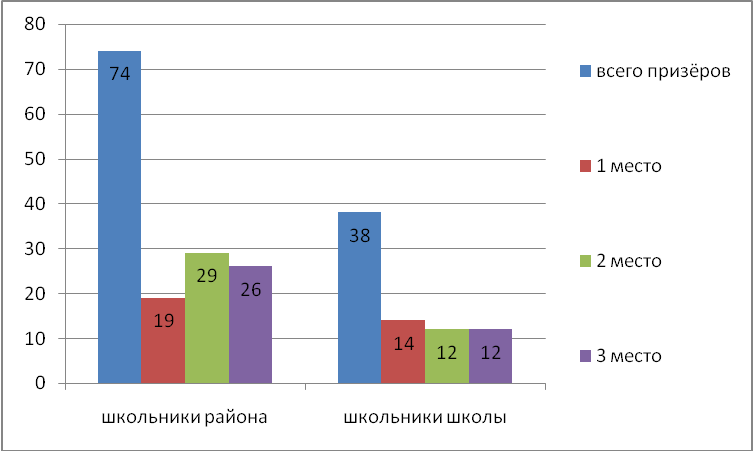 80
70
60
50
40
30
20
10
0
74
19
29
26
38
14
12
12
школьники района
школьники школы
всего призёров
1 место
2 место
3 место